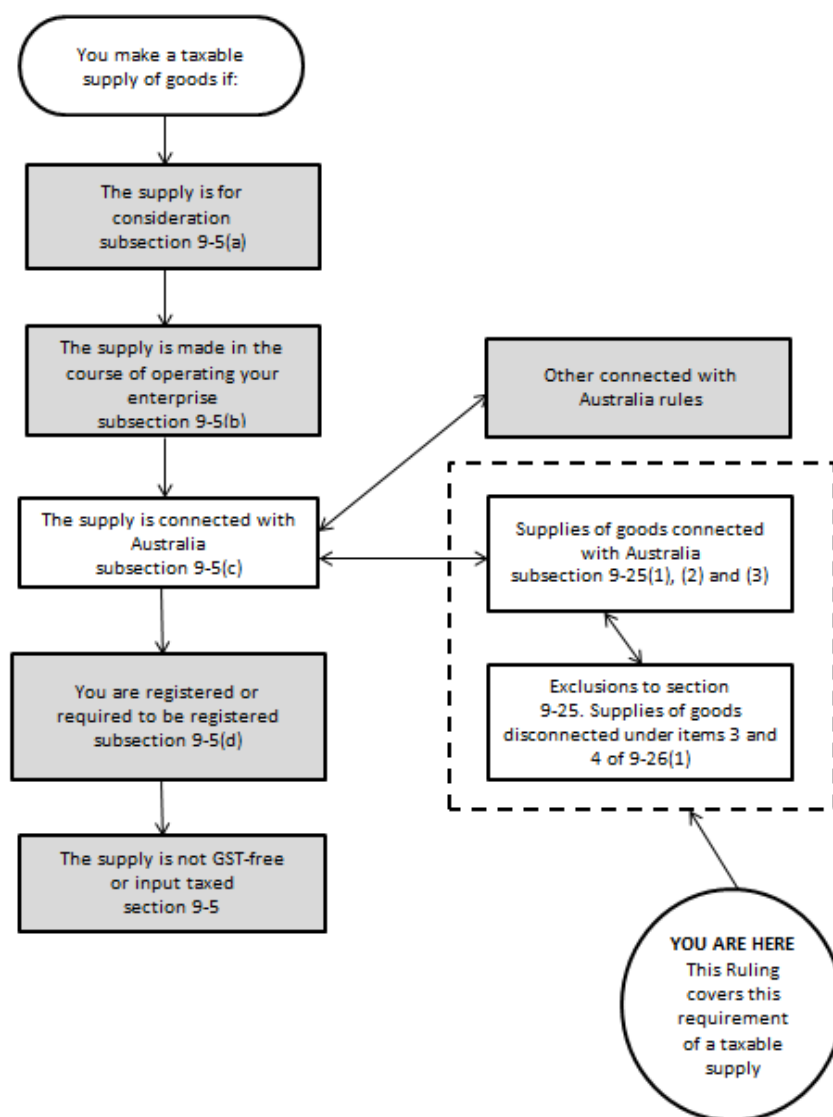 You make a taxable
supply of goods if:
The supply is for
consideration
subsection 9-5(a)
The supply is made in the
course of operating your
enterprise
subsection 9-5(b)
Other connected with
Australia rules
The supply is connected with
Australia
subsection 9-5(c)
Supplies of goods connected
with Australia
subsection 9-25(1), (2) and (3)
You are registered or
required to be registered
subsection 9-5(d)
Exclusions to section
9-25. Supplies of goods
disconnected under items 3 and
4 of 9-26(1)
The supply is not GST-free
or input taxed
section 9-5
YOU ARE HERE
This Ruling
covers this
requirement
of a taxable
supply